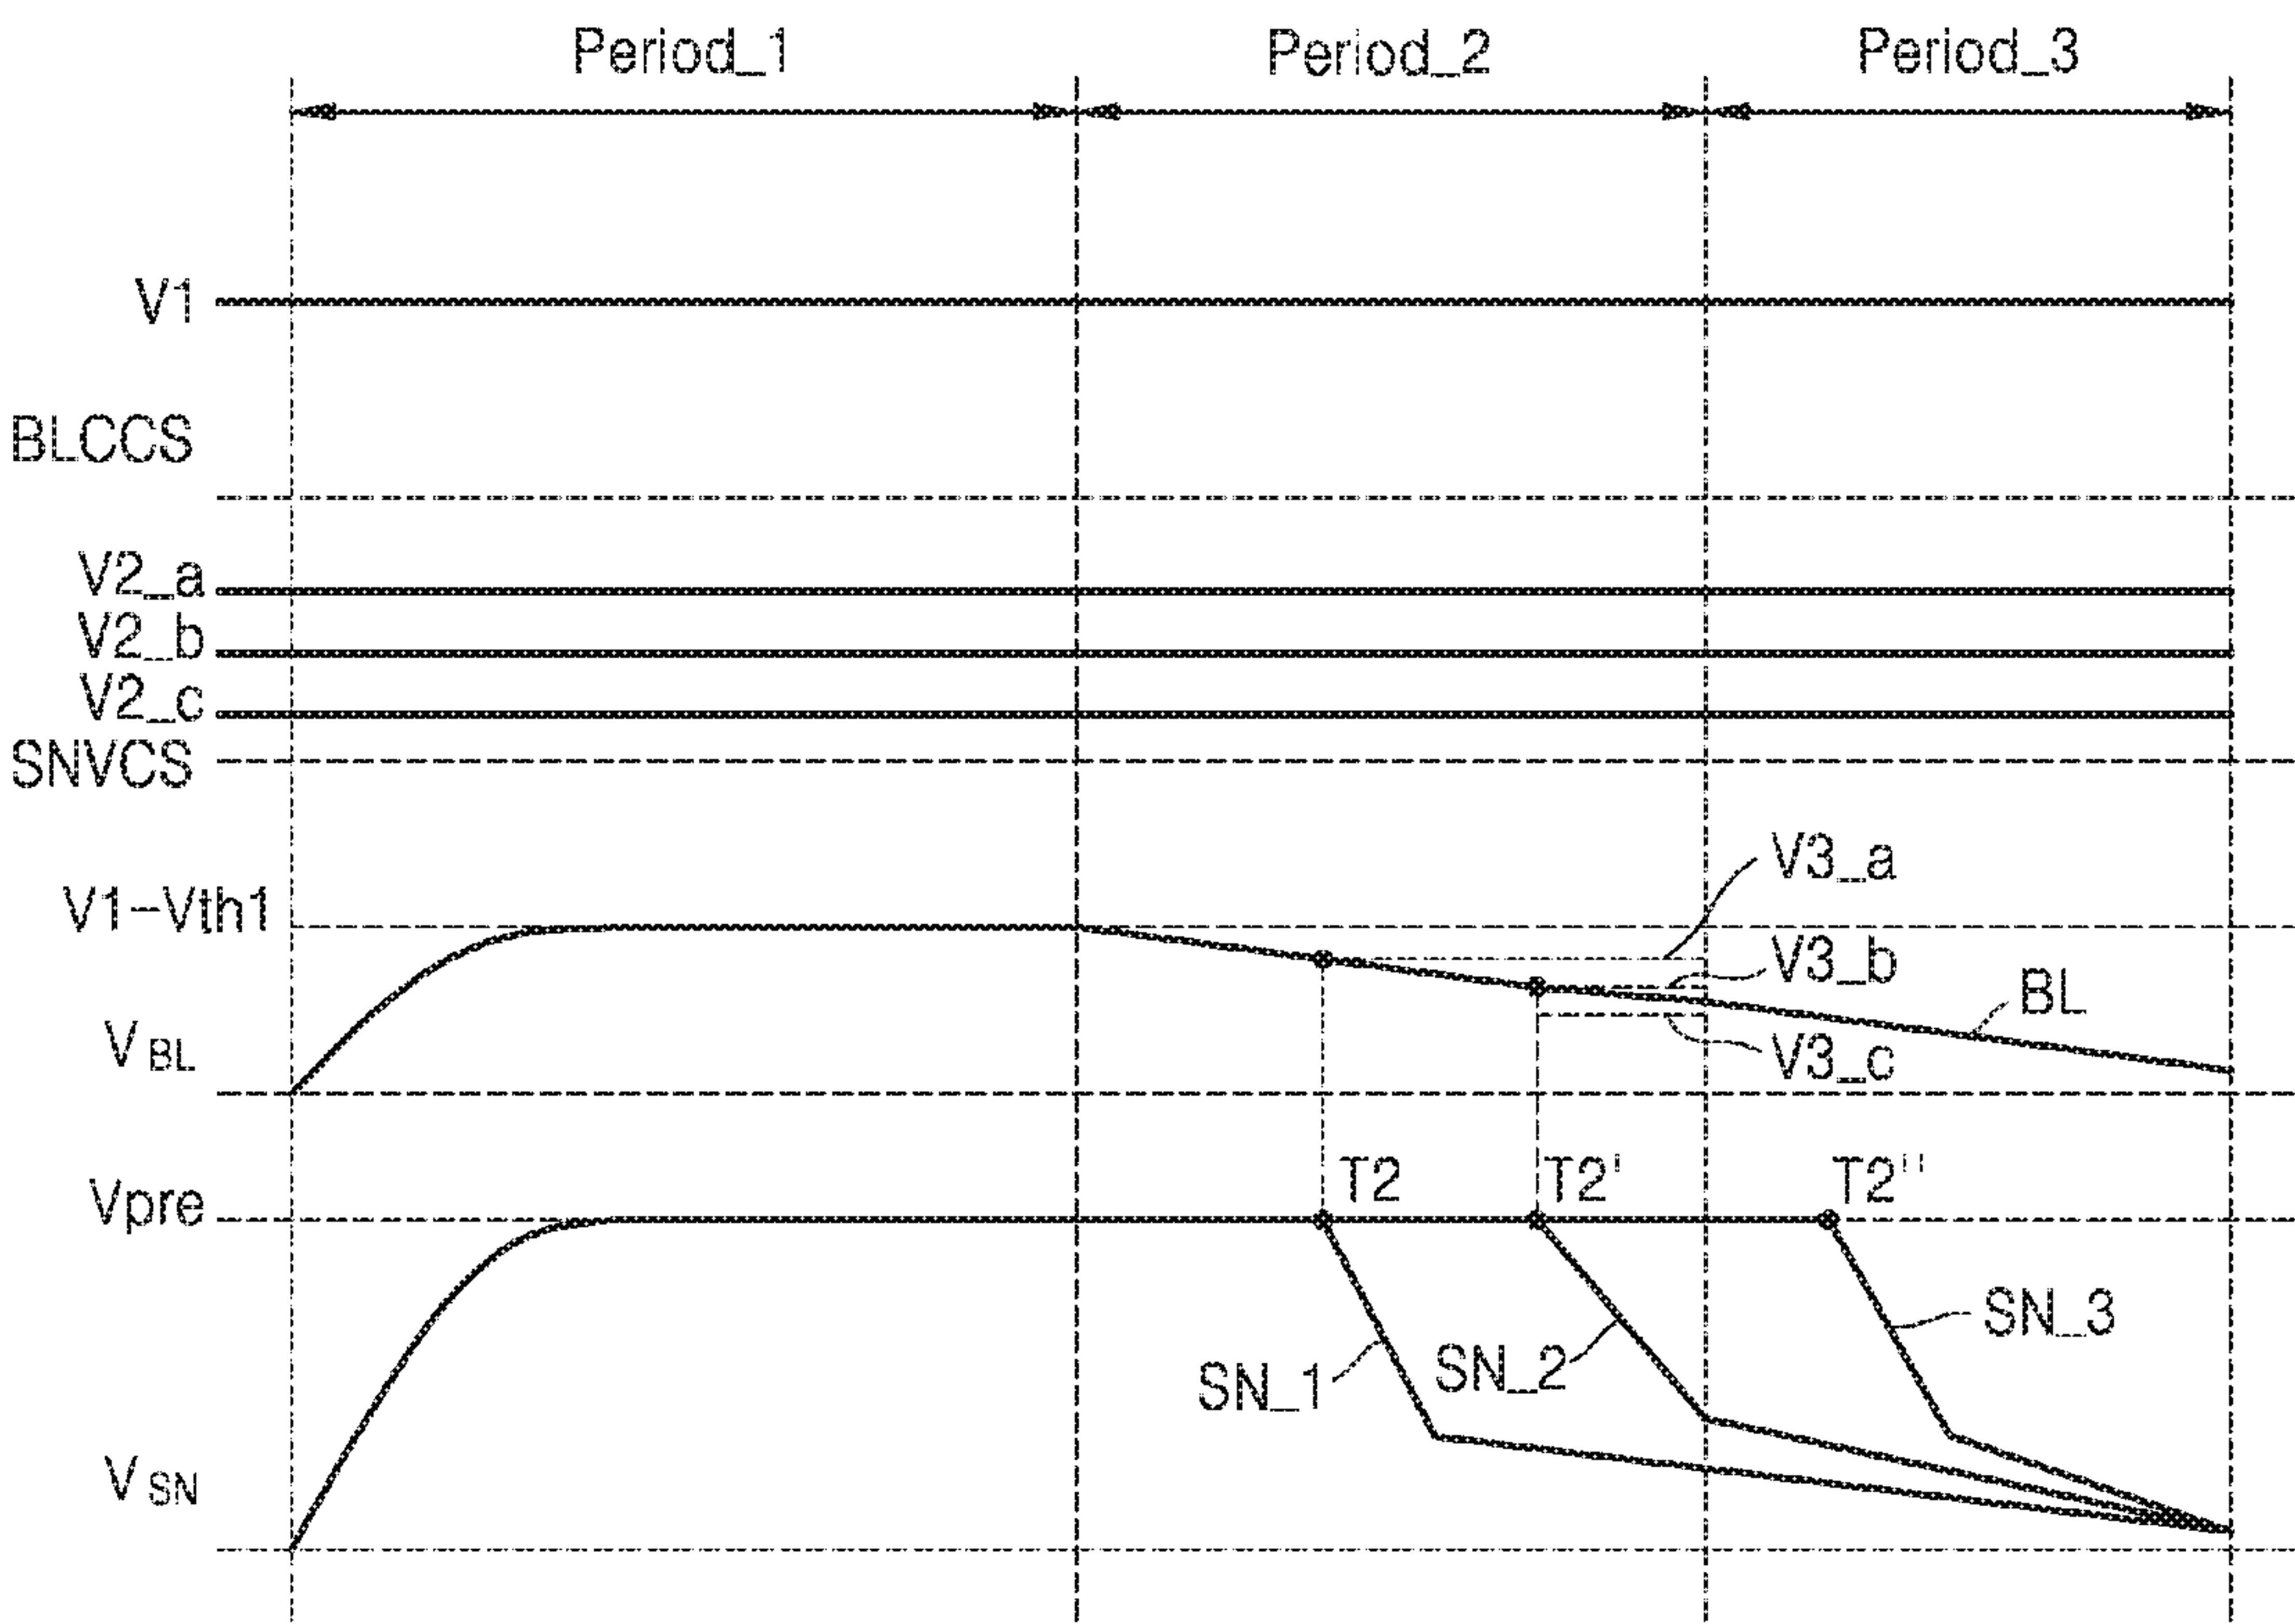 Period_1 Period_2 Period_3
V1
BLCCS
V2_a
V2_b
V2_c
SNVCS
V3_a
V1-Vth1
V3_b
BL
VBL
V3_c
T2 T2' T2"
Vpre
SN_3
SN_1 SN_2
VSN